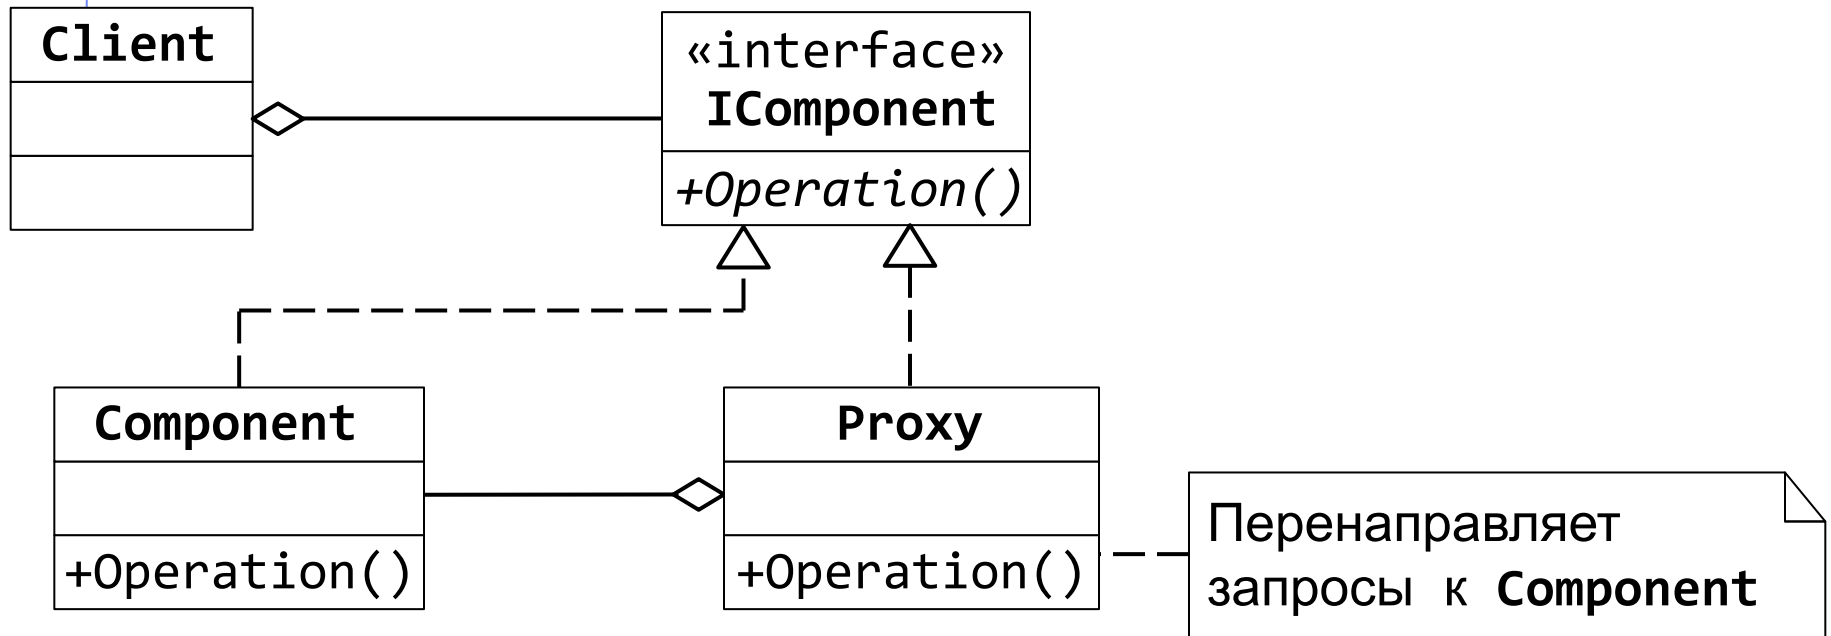 Client
«interface»
IComponent
+Operation()
Component
+Operation()
Proxy
+Operation()
Перенаправляет
запросы к Component